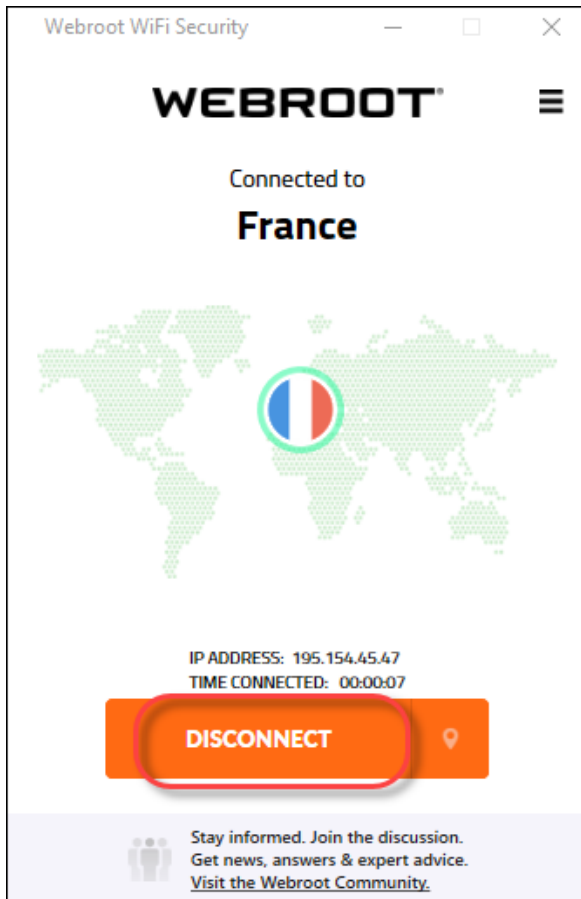 Webroot WiFi Security
WEBROOT®
Connected to
France
IP ADDRESS: 195.154.45.47
TIME CONNECTED: 00:00:07
DISCONNECT
Stay informed. Join the discussion.
Get news, answers & expert advice.
Visit the Webroot Community.